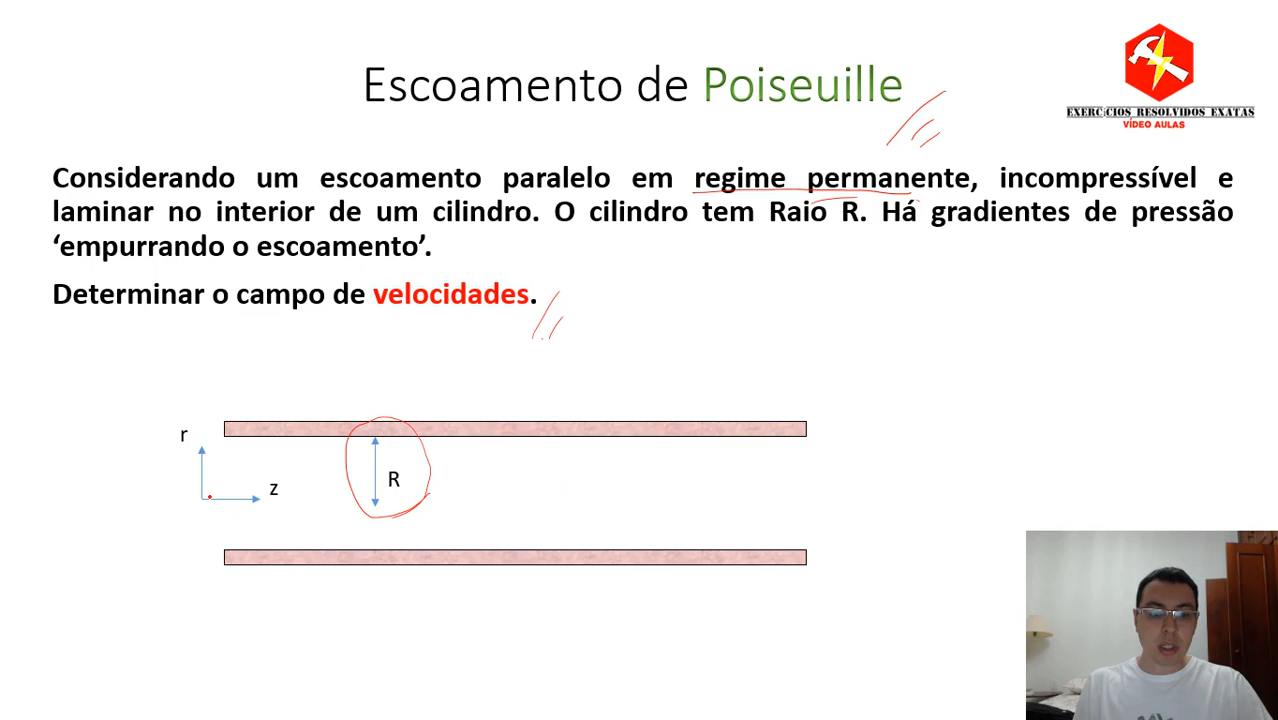 Escoamento de Poiseuille
EXERCÍCIOS RESOLVIDOS EXATAS
VÍDEO AULAS
Considerando um escoamento paralelo em regime permanente, incompressível e
laminar no interior de um cilindro. O cilindro tem Raio R. Há gradientes de pressão
‘empurrando o escoamento’.
Determinar o campo de velocidades.
r
z
R